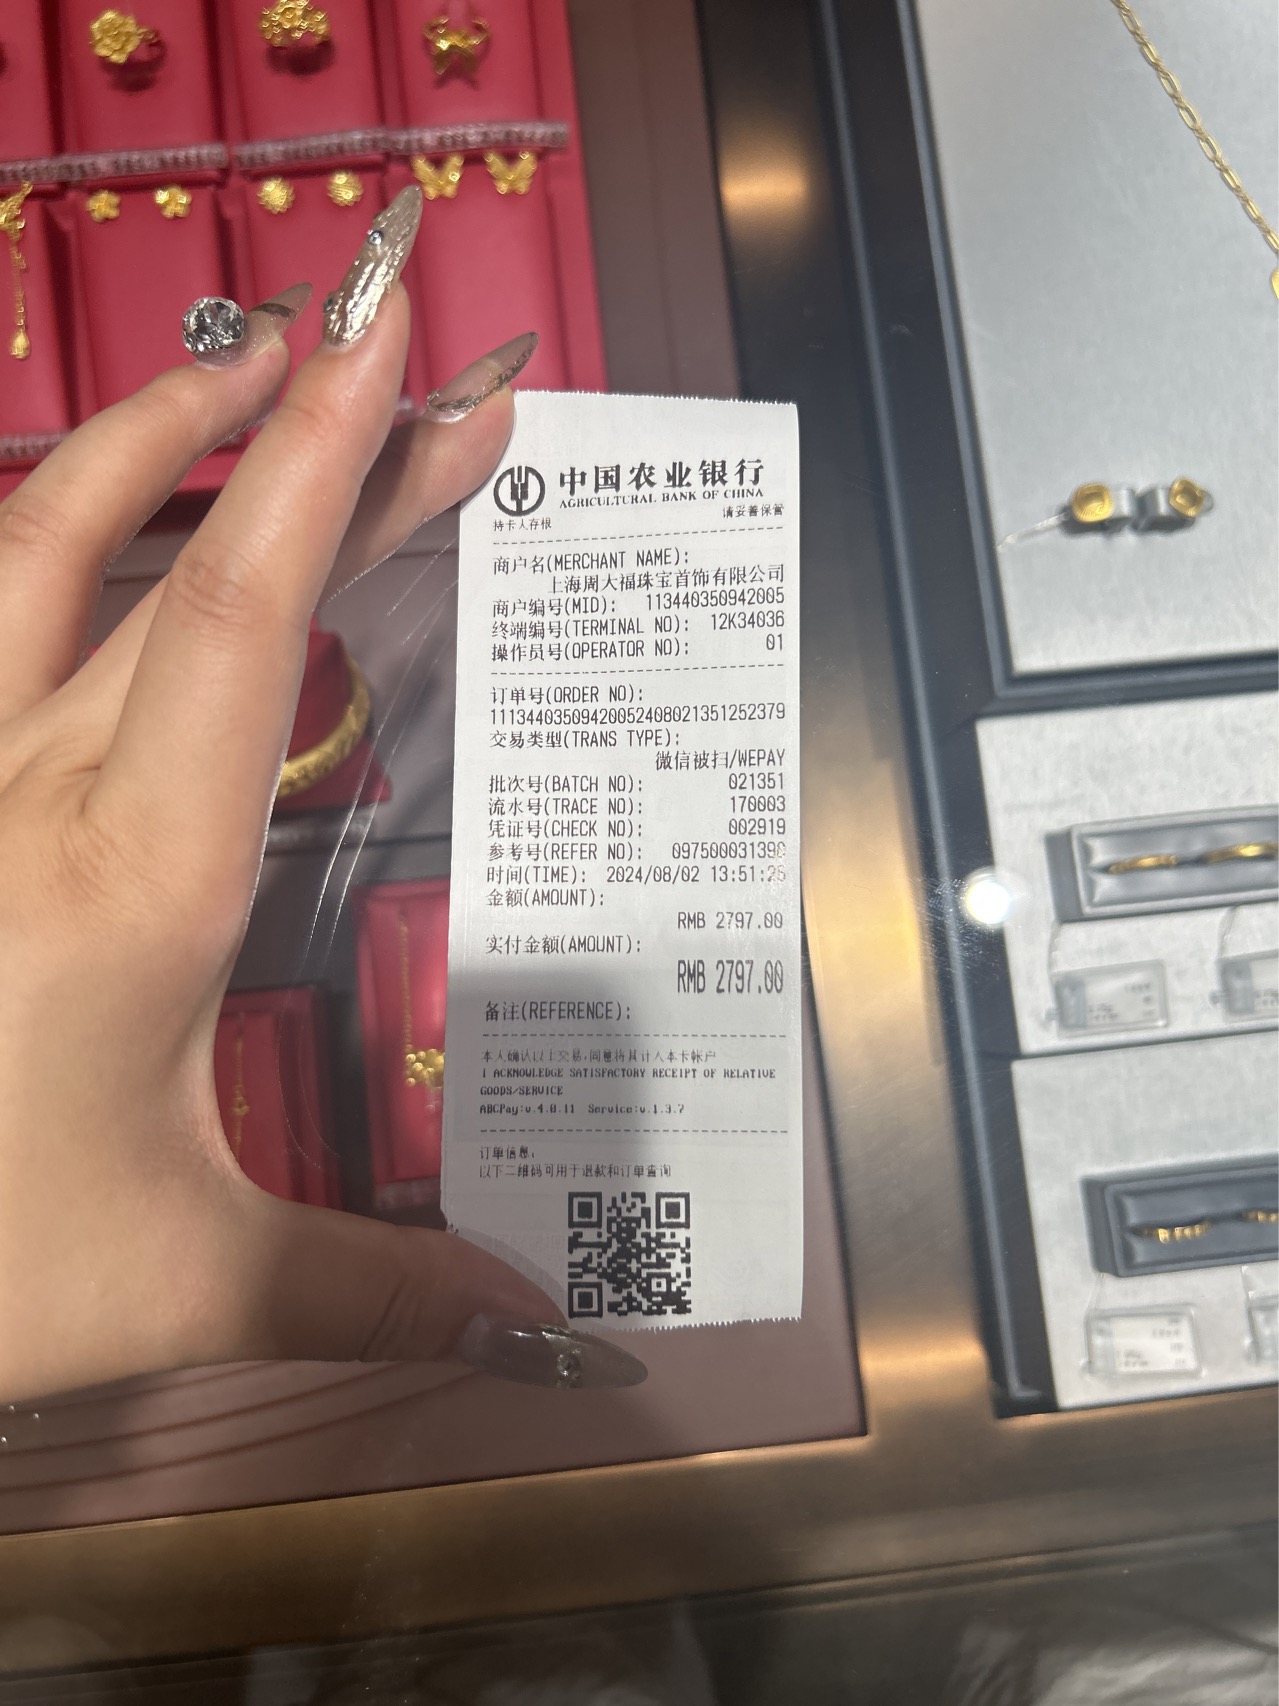 中国农业银行
AGRICULTURAL BANK OF CHINA
持卡人存根 请妥善保管
商户名(MERCHANT NAME):
上海周大福珠宝首饰有限公司
商户编号(MID): 113440350942005
终端编号(TERMINAL NO): 12K34036
操作员号(OPERATOR NO): 01
订单号(ORDER NO):
11134403509420052408021351252379
交易类型(TRANS TYPE):
微信被扫/WEPAY
批次号(BATCH NO): 021351
流水号(TRACE NO): 170003
凭证号(CHECK NO): 002919
参考号(REFER NO): 097500031390
时间(TIME): 2024/08/02 13:51:26
金额(AMOUNT):
RMB 2797.00
实付金额(AMOUNT):
RMB 2797.00
备注(REFERENCE):
本人确认以上交易,同意将其计入本卡帐户
I ACKNOWLEDGE SATISFACTORY RECEIPT OF RELATIVE
GOODS/SERVICE
ABCPay:v.4.0.11 Service:v.1.3.7
订单信息:
以下二维码可用于退款和订单查询